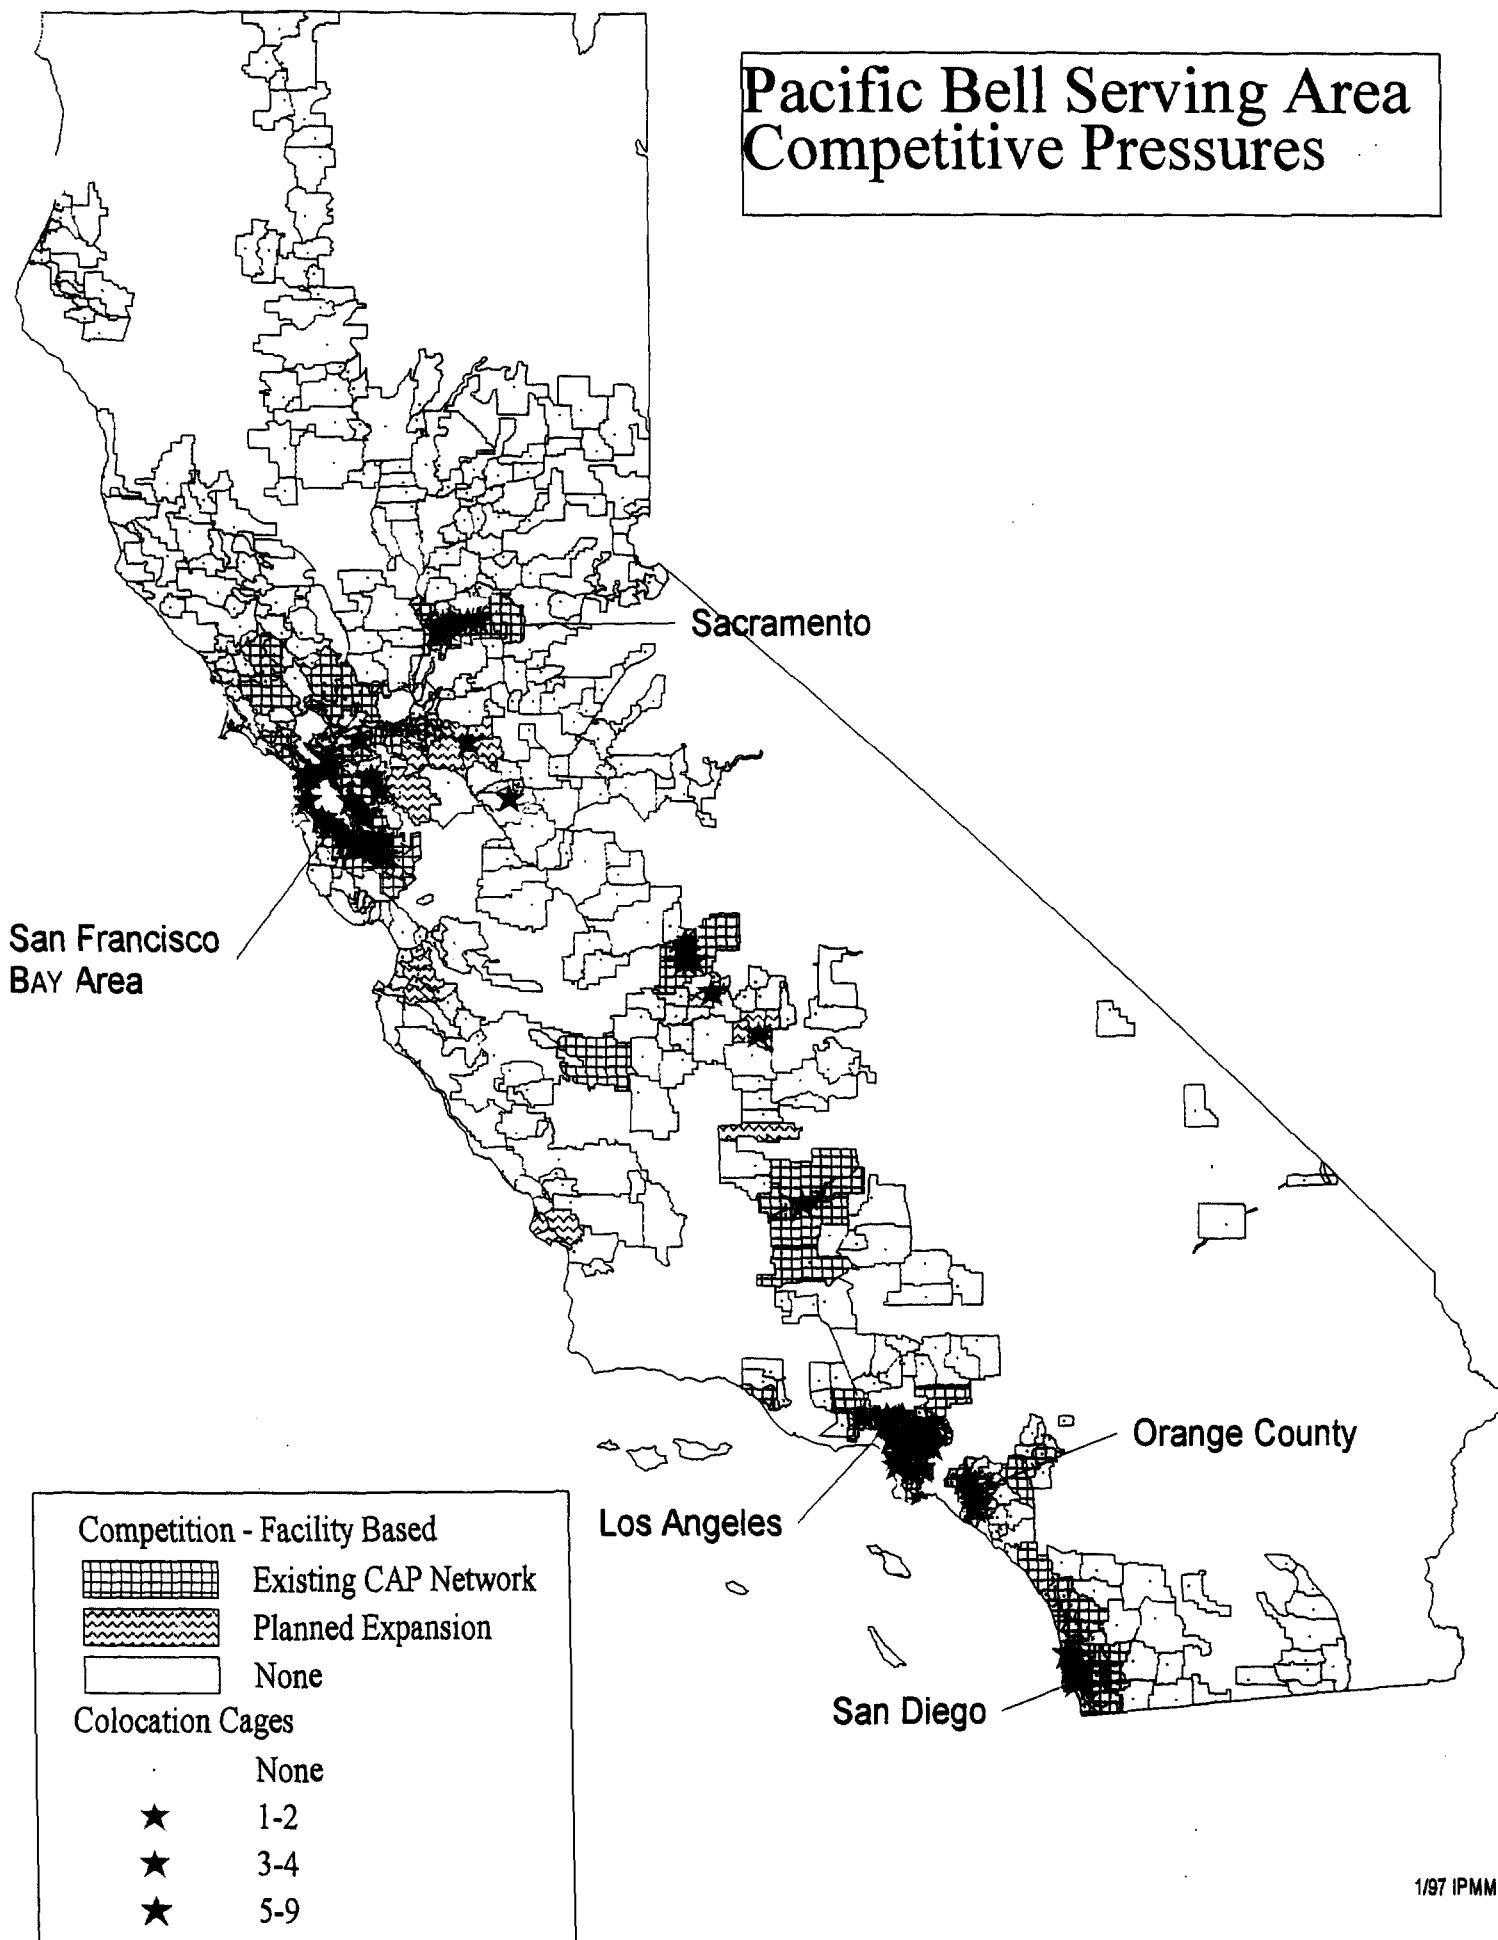 Pacific Bell Serving Area
Competitive Pressures
Sacramento
San Francisco
BAY Area
Orange County
Los Angeles
San Diego
Competition - Facility Based
Existing CAP Network
Planned Expansion
None
Colocation Cages
None
1-2
3-4
5-9
1/97 IPMM